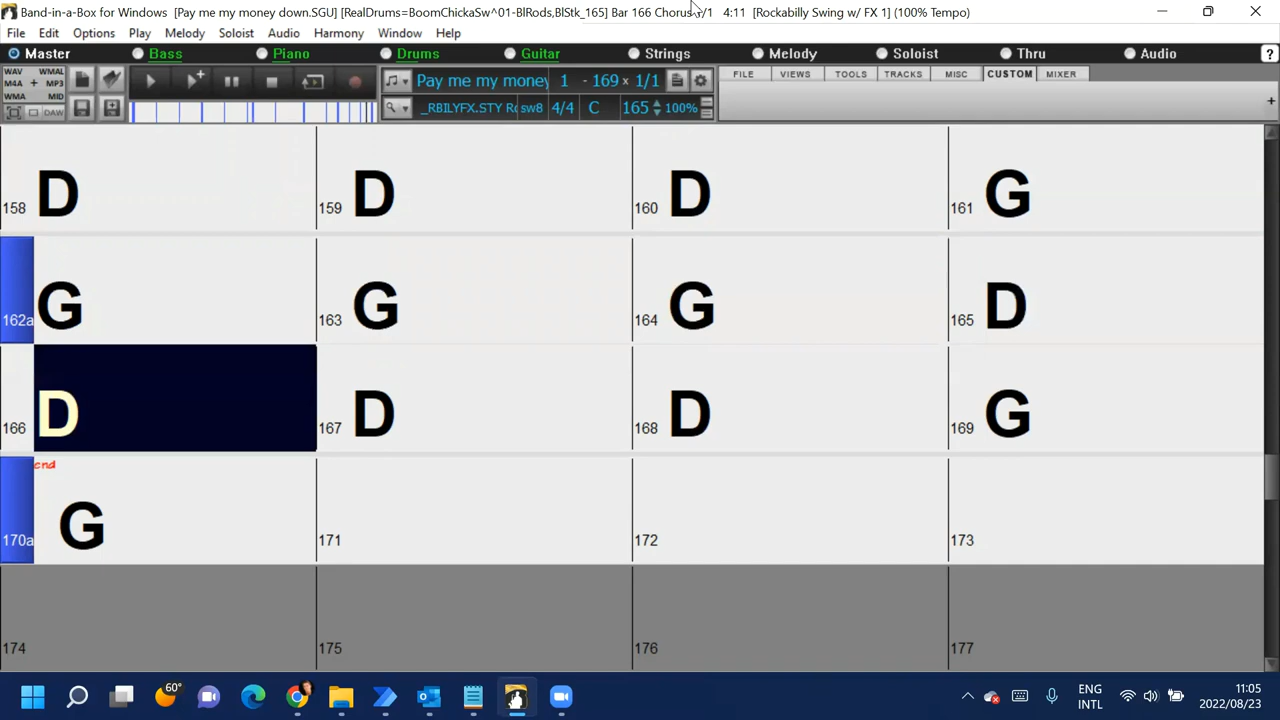 Band-in-a-Box for Windows [Pay me my money down.SGU] [RealDrums=BoomChickaSw^01-BlRods,BlStk_165] Bar 166 Chorus 1/1 4:11 [Rockabilly Swing w/ FX 1] (100% Tempo)
File Edit Options Play Melody Soloist Audio Harmony Window Help
Master Bass Piano Drums Guitar Strings Melody Soloist Thru Audio ?
WAV WMAL
M4A + MP3
WMA MID
DAW
Pay me my money 1 - 169 x 1/1
_RBILYFX.STY Ro sw8 4/4 C 165 100%
FILE VIEWS TOOLS TRACKS MISC CUSTOM MIXER
+
158 D 159 D 160 D 161 G
162a G 163 G 164 G 165 D
166 D 167 D 168 D 169 G
end
170a G 171 172 173
174 175 176 177
60°
ENG
INTL
11:05
2022/08/23